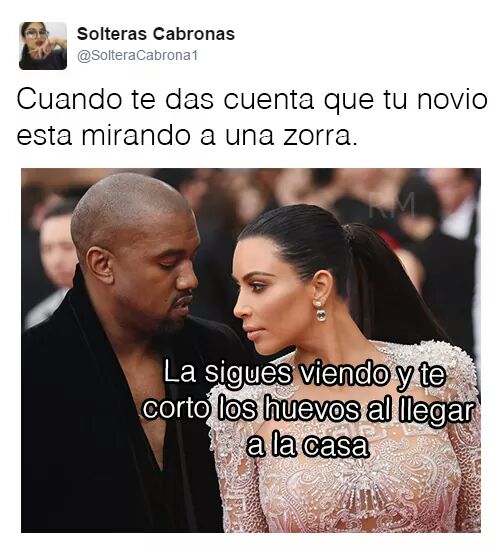 Solteras Cabronas
@SolteraCabrona1
Cuando te das cuenta que tu novio
esta mirando a una zorra.
RM
La sigues viendo y te
corto los huevos al llegar
a la casa